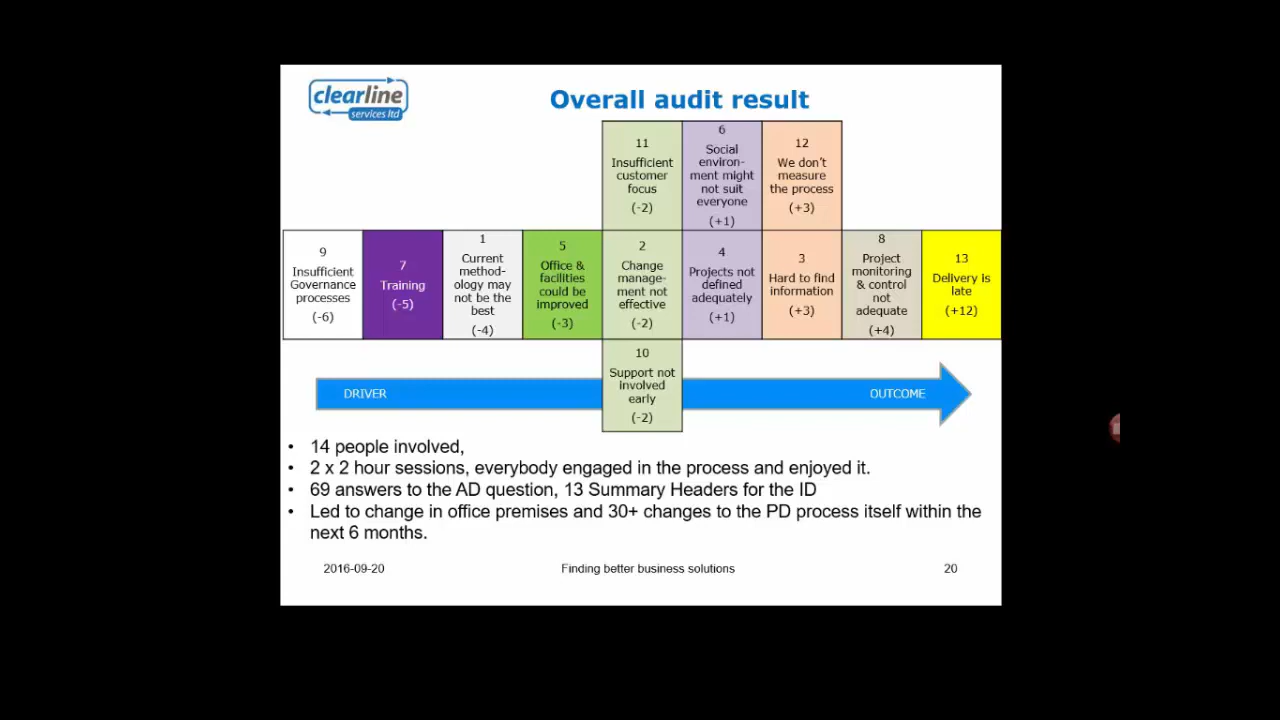 clearline
services ltd
Overall audit result
11
Insufficient
customer
focus
(-2)
6
Social
environ-
ment might
not suit
everyone
(+1)
12
We don't
measure
the process
(+3)
9
Insufficient
Governance
processes
(-6)
7
Training
(-5)
1
Current
method-
ology may
not be the
best
(-4)
5
Office &
facilities
could be
improved
(-3)
2
Change
manage-
ment not
effective
(-2)
4
Projects not
defined
adequately
(+1)
3
Hard to find
information
(+3)
8
Project
monitoring
& control
not
adequate
(+4)
13
Delivery is
late
(+12)
10
Support not
involved
early
(-2)
DRIVER
OUTCOME
• 14 people involved,
• 2 x 2 hour sessions, everybody engaged in the process and enjoyed it.
• 69 answers to the AD question, 13 Summary Headers for the ID
• Led to change in office premises and 30+ changes to the PD process itself within the
next 6 months.
2016-09-20
Finding better business solutions
20